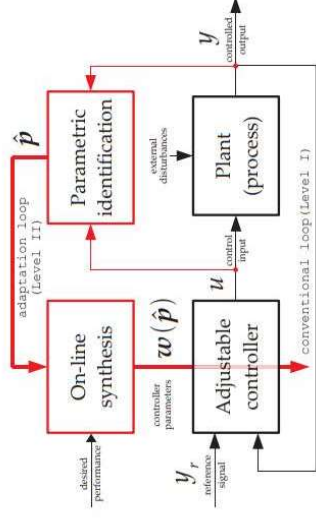 adaptation loop
(Level II)
p̂
desired
performance
On-line
synthesis
Parametric
identification
controller
parameters
w(p̂)
external
disturbances
y_r
reference
signal
Adjustable
controller
u
control
input
Plant
(process)
y
controlled
output
conventional loop(Level I)